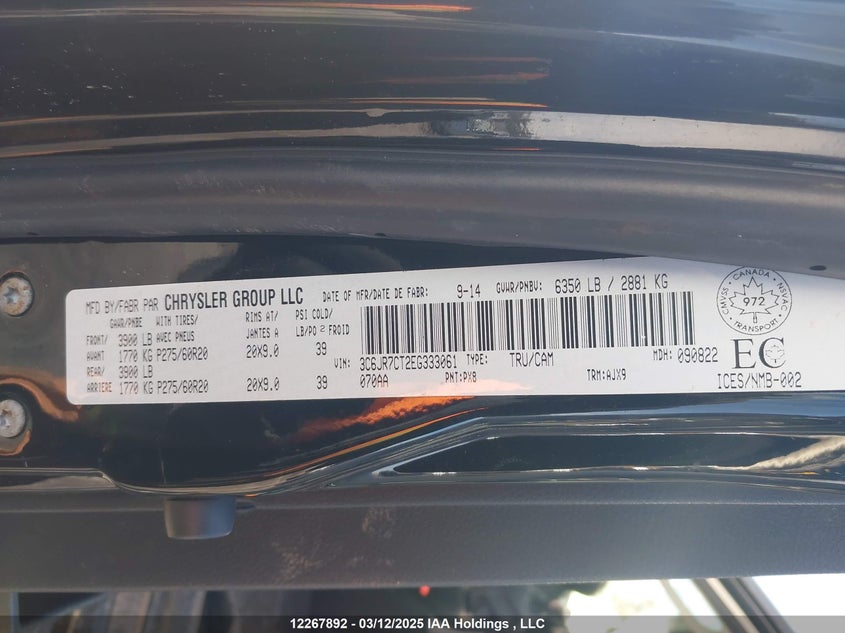 MFD BY/FABR PAR CHRYSLER GROUP LLC DATE OF MFR/DATE DE FABR: 9-14 GVWR/PNBV: 6350 LB / 2881 KG
GAWR/PNBE WITH TIRES/ RIMS AT/ PSI COLD/
AVEC PNEUS JANTES A LB/PO 2 FROID
FRONT/ 3900 LB
AVANT 1770 KG P275/60R20 20X9.0 39
REAR/ 3900 LB
ARRIERE 1770 KG P275/60R20 20X9.0 39
VIN: 3C6JR7CT2EG333061 TYPE: TRU/CAM MDH: 090822
070AA PNT:PX8 TRM:AJX9
CANADA
CMVSS NSVAC
972
TRANSPORT
EC
ICES/NMB-002
12267892 - 03/12/2025 IAA Holdings , LLC